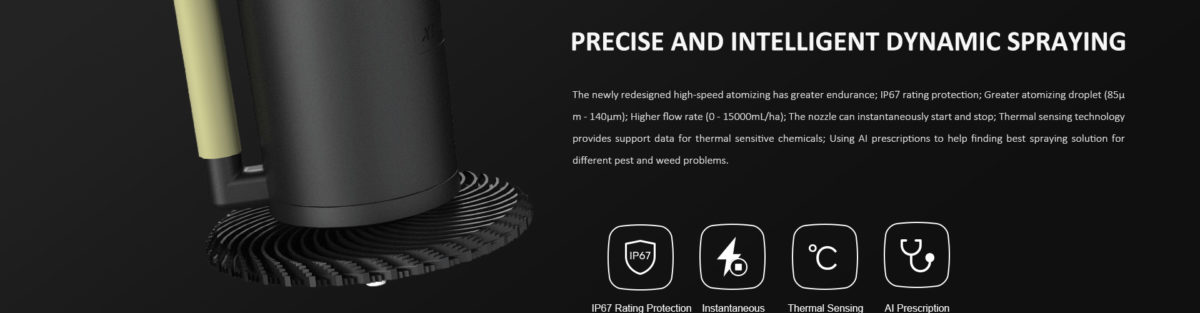 PRECISE AND INTELLIGENT DYNAMIC SPRAYING
The newly redesigned high-speed atomizing has greater endurance; IP67 rating protection; Greater atomizing droplet (85μ
m - 140μm); Higher flow rate (0 - 15000mL/ha); The nozzle can instantaneously start and stop; Thermal sensing technology
provides support data for thermal sensitive chemicals; Using AI prescriptions to help finding best spraying solution for
different pest and weed problems.
IP67
°C
IP67 Rating Protection Instantaneous Thermal Sensing AI Prescription